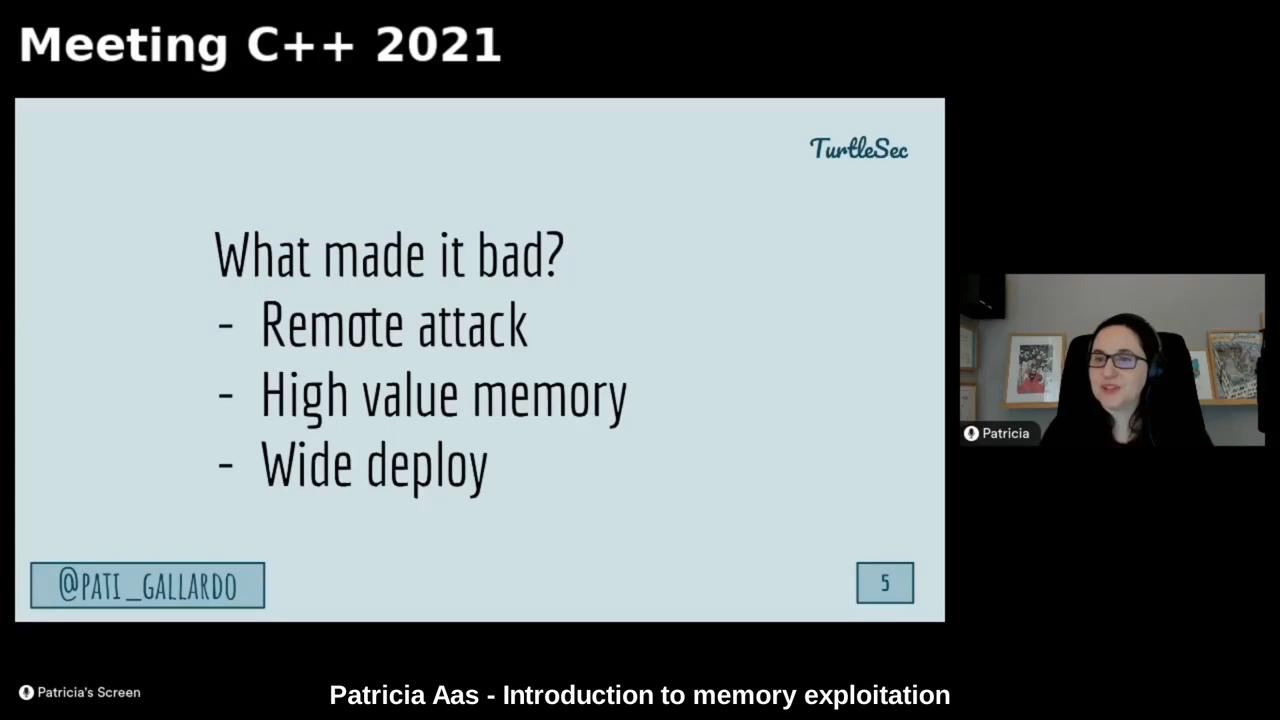 Meeting C++ 2021
TurtleSec
What made it bad?
- Remote attack
- High value memory
- Wide deploy
@PATI_GALLARDO
5
Patricia
Patricia's Screen
Patricia Aas - Introduction to memory exploitation